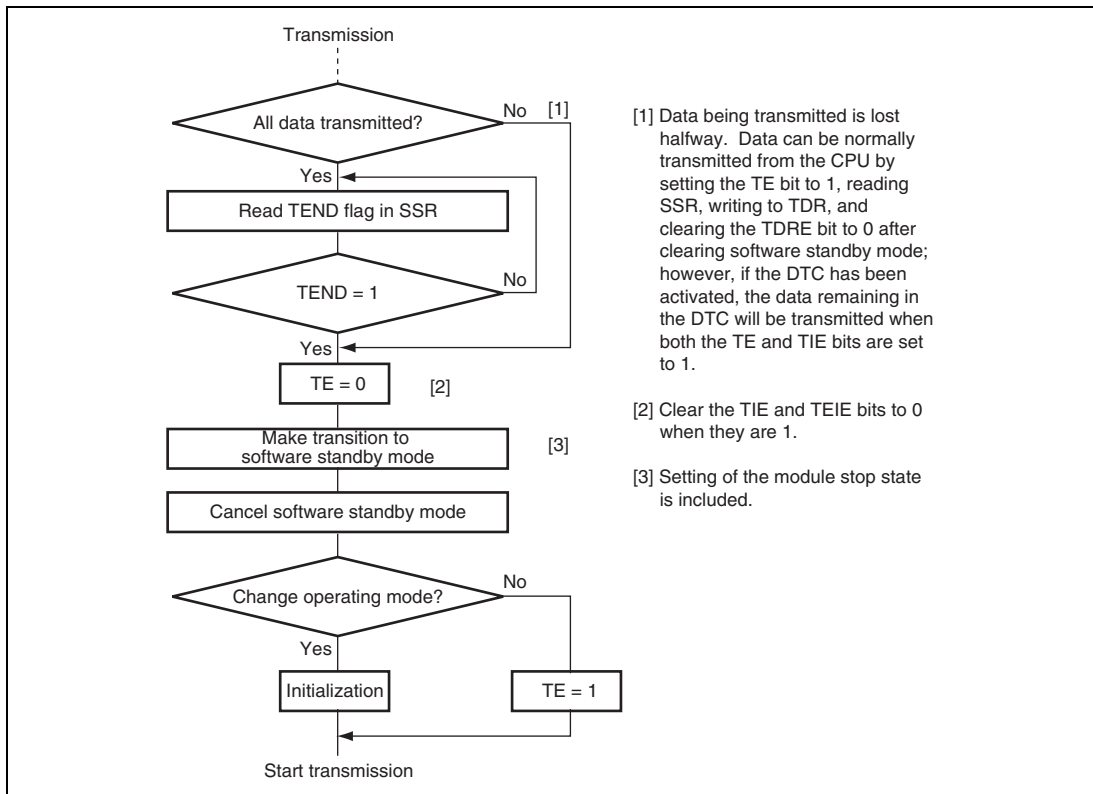 Transmission
All data transmitted?
No
[1]
Yes
Read TEND flag in SSR
TEND = 1
No
Yes
TE = 0
[2]
Make transition to
software standby mode
[3]
Cancel software standby mode
Change operating mode?
No
Yes
Initialization
TE = 1
Start transmission
[1] Data being transmitted is lost
halfway. Data can be normally
transmitted from the CPU by
setting the TE bit to 1, reading
SSR, writing to TDR, and
clearing the TDRE bit to 0 after
clearing software standby mode;
however, if the DTC has been
activated, the data remaining in
the DTC will be transmitted when
both the TE and TIE bits are set
to 1.
[2] Clear the TIE and TEIE bits to 0
when they are 1.
[3] Setting of the module stop state
is included.